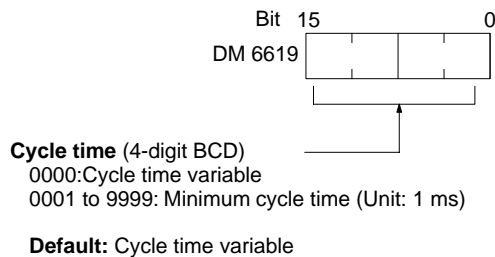 Bit 15 0
DM 6619
Cycle time (4-digit BCD)
0000:Cycle time variable
0001 to 9999: Minimum cycle time (Unit: 1 ms)
Default: Cycle time variable